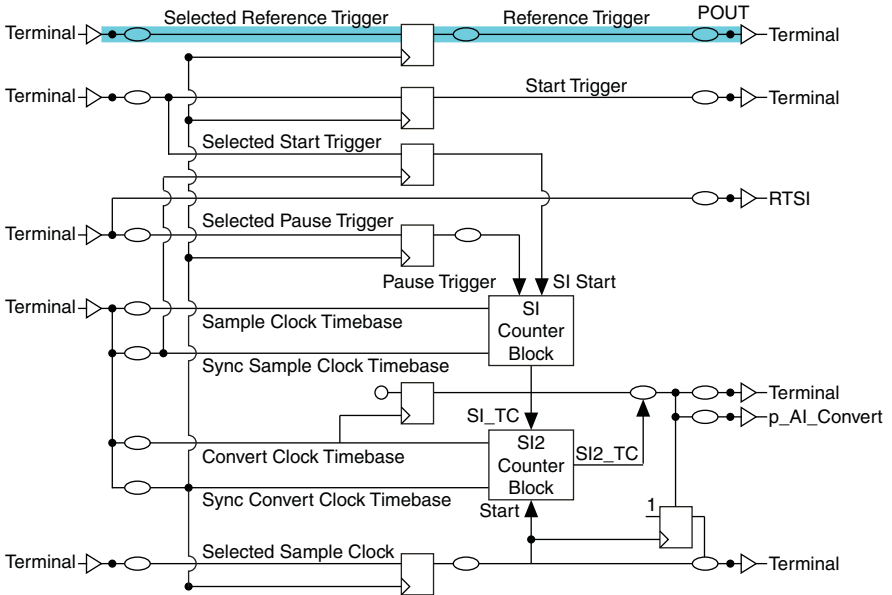 Selected Reference Trigger
Reference Trigger
POUT
Terminal
Terminal
Terminal
Start Trigger
Terminal
Selected Start Trigger
RTSI
Terminal
Selected Pause Trigger
Pause Trigger
SI Start
Terminal
Sample Clock Timebase
SI
Counter
Block
Sync Sample Clock Timebase
Terminal
SI_TC
p_AI_Convert
Convert Clock Timebase
SI2
Counter
Block
SI2_TC
Sync Convert Clock Timebase
Start
1
Terminal
Selected Sample Clock
Terminal